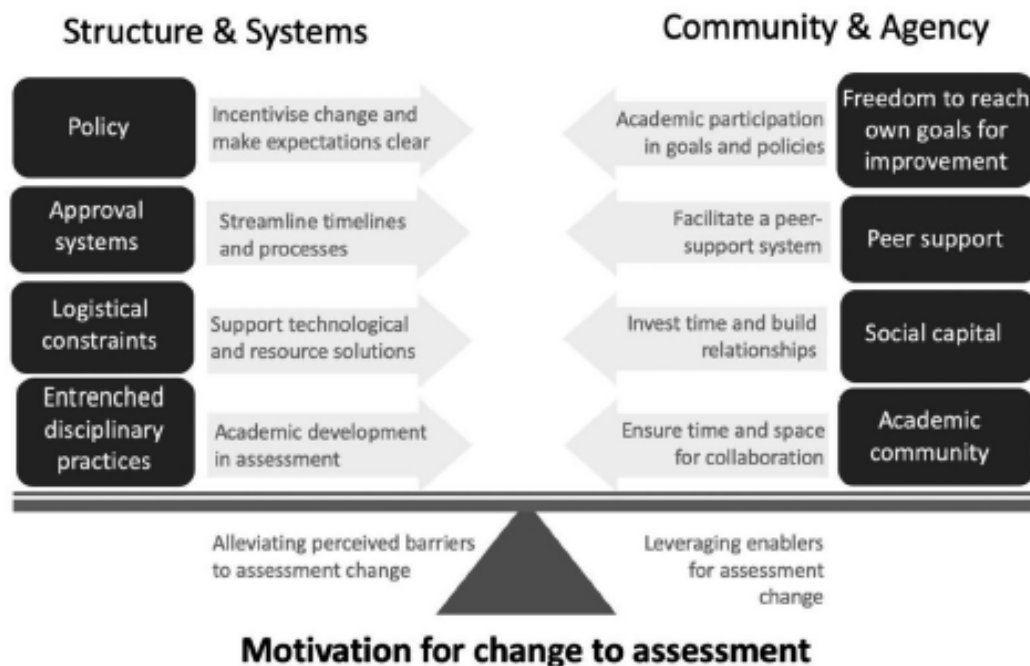 Structure & Systems
Community & Agency
Policy
Incentivise change and
make expectations clear
Academic participation
in goals and policies
Freedom to reach
own goals for
improvement
Approval
systems
Streamline timelines
and processes
Facilitate a peer-
support system
Peer support
Logistical
constraints
Support technological
and resource solutions
Invest time and build
relationships
Social capital
Entrenched
disciplinary
practices
Academic development
in assessment
Ensure time and space
for collaboration
Academic
community
Alleviating perceived barriers
to assessment change
Leveraging enablers
for assessment
change
Motivation for change to assessment